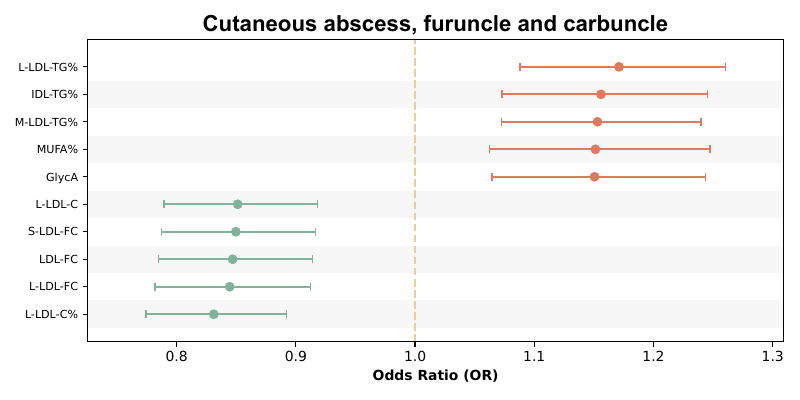 Cutaneous abscess, furuncle and carbuncle
L-LDL-TG%
IDL-TG%
M-LDL-TG%
MUFA%
GlycA
L-LDL-C
S-LDL-FC
LDL-FC
L-LDL-FC
L-LDL-C%
0.8 0.9 1.0 1.1 1.2 1.3
Odds Ratio (OR)